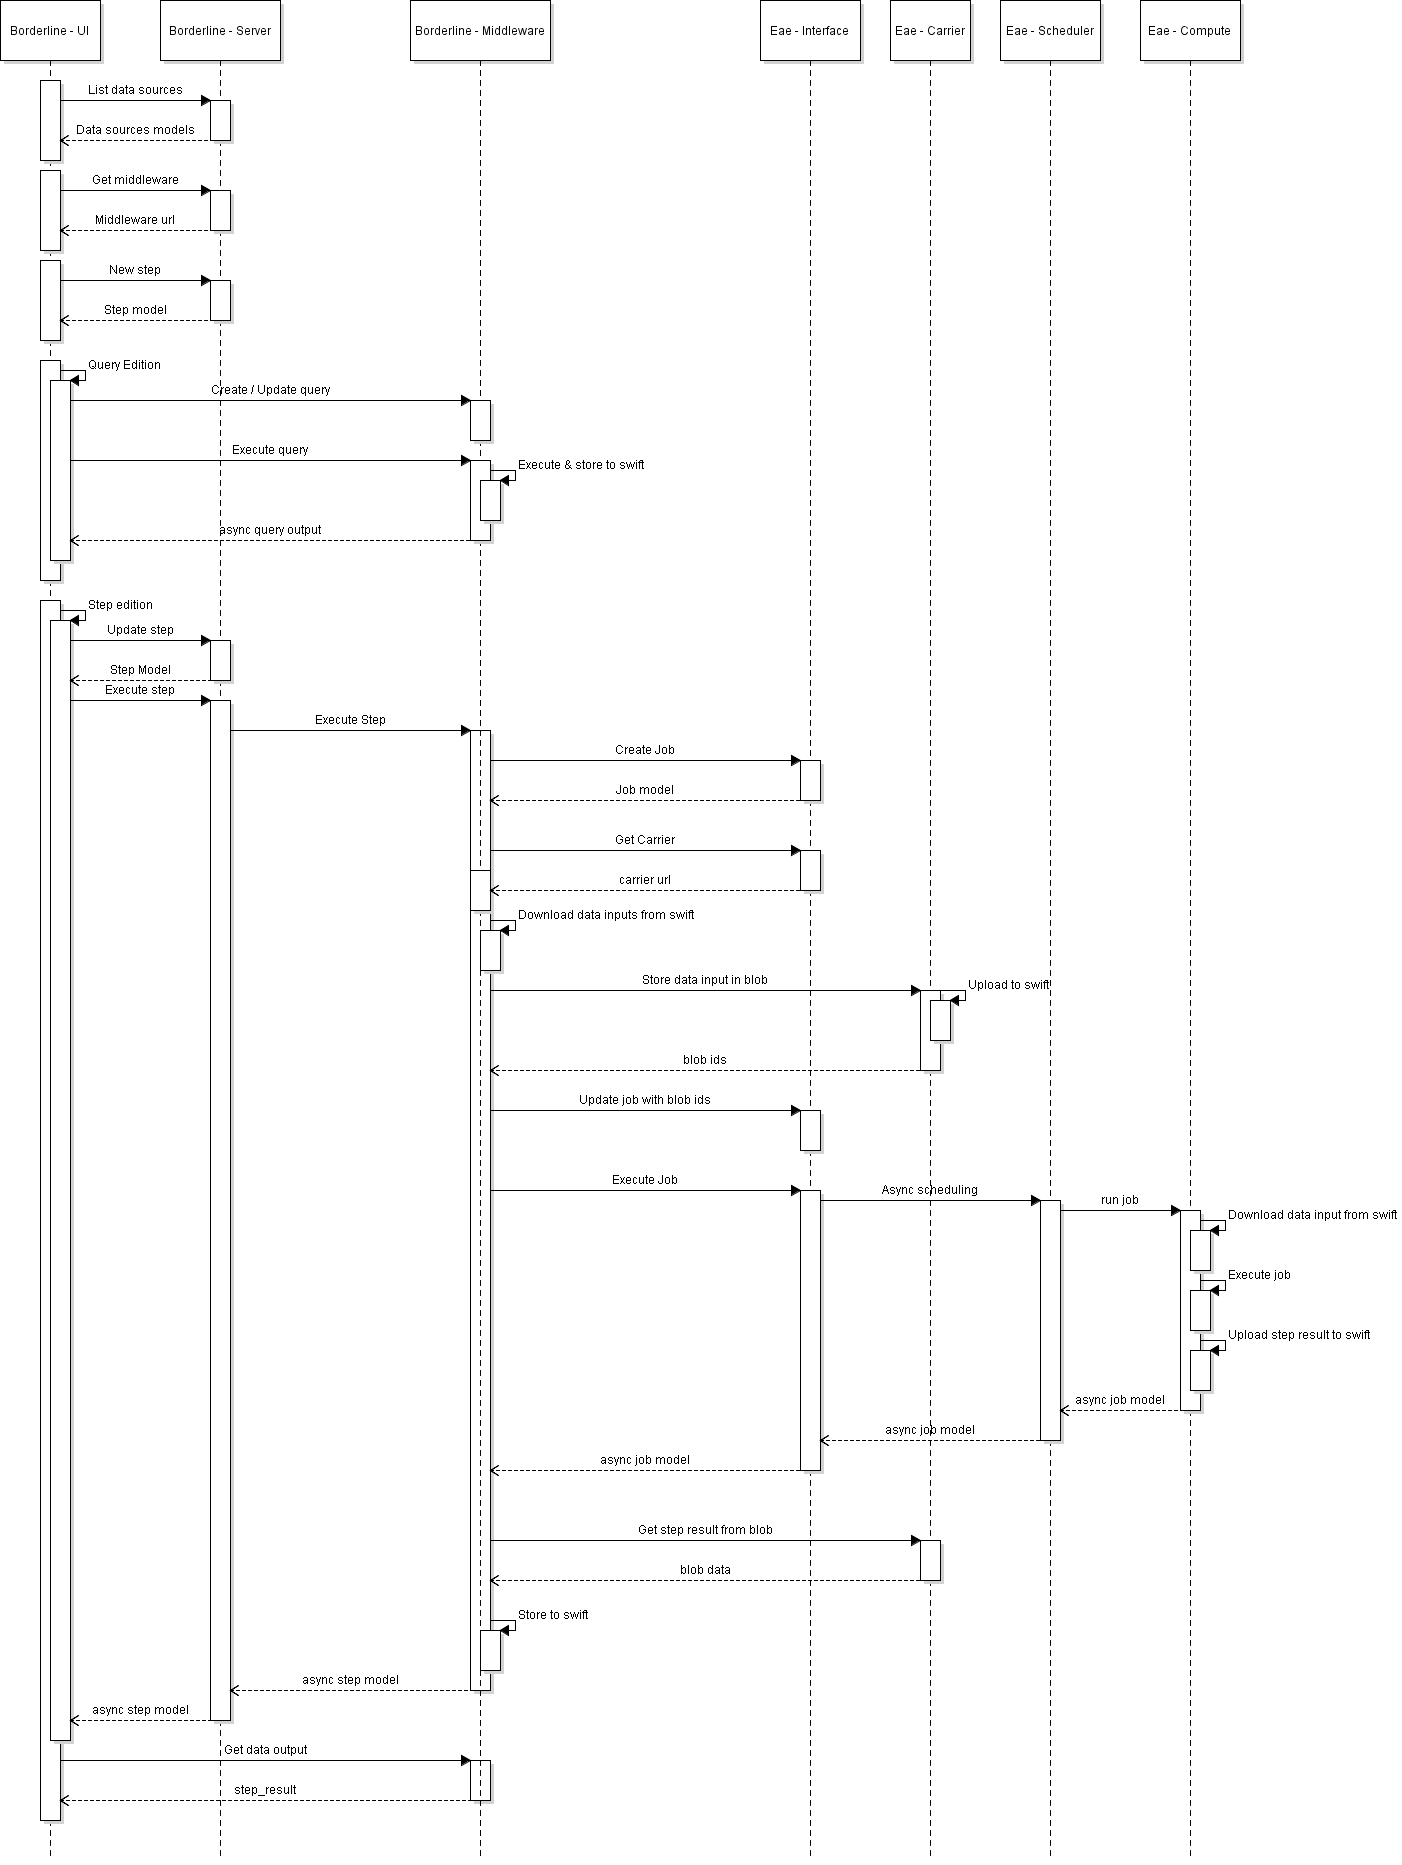 Borderline - UI
Borderline - Server
Borderline - Middleware
Eae - Interface
Eae - Carrier
Eae - Scheduler
Eae - Compute
List data sources
Data sources models
Get middleware
Middleware url
New step
Step model
Query Edition
Create / Update query
Execute query
Execute & store to swift
async query output
Step edition
Update step
Step Model
Execute step
Execute Step
Create Job
Job model
Get Carrier
carrier url
Download data inputs from swift
Store data input in blob
Upload to swift
blob ids
Update job with blob ids
Execute Job
Async scheduling
run job
Download data input from swift
Execute job
Upload step result to swift
async job model
async job model
async job model
Get step result from blob
blob data
Store to swift
async step model
async step model
Get data output
step_result